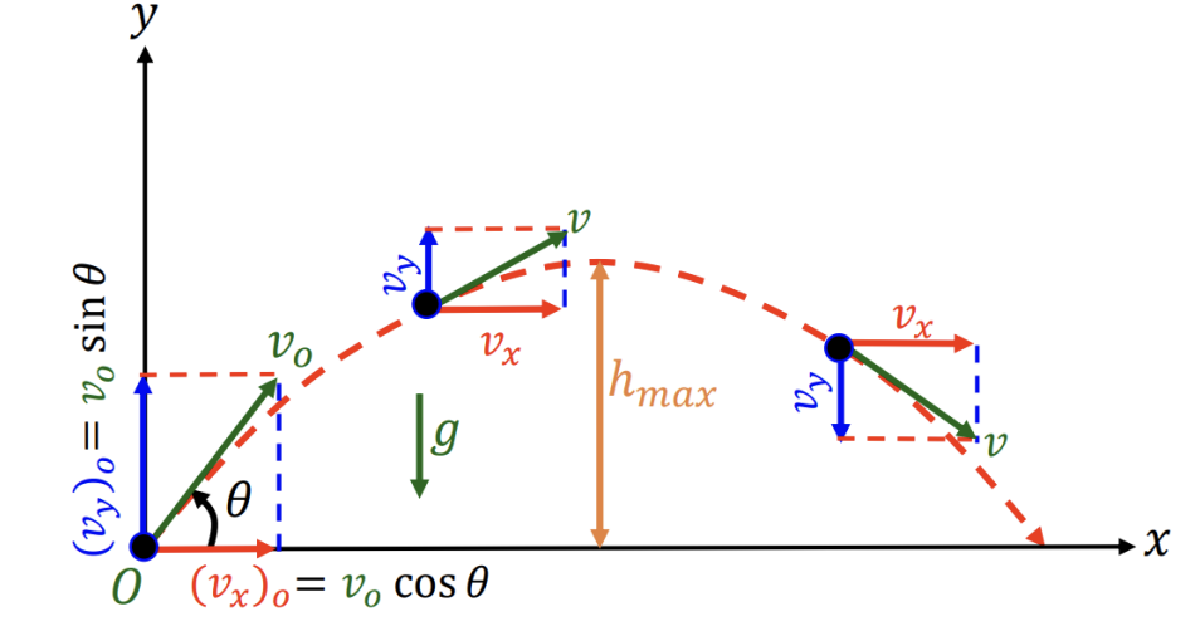 y
(v_y)_o = v_o sin θ
v_o
θ
O
(v_x)_o = v_o cos θ
v_y
v
v_x
g
h_max
v_x
v_y
v
x